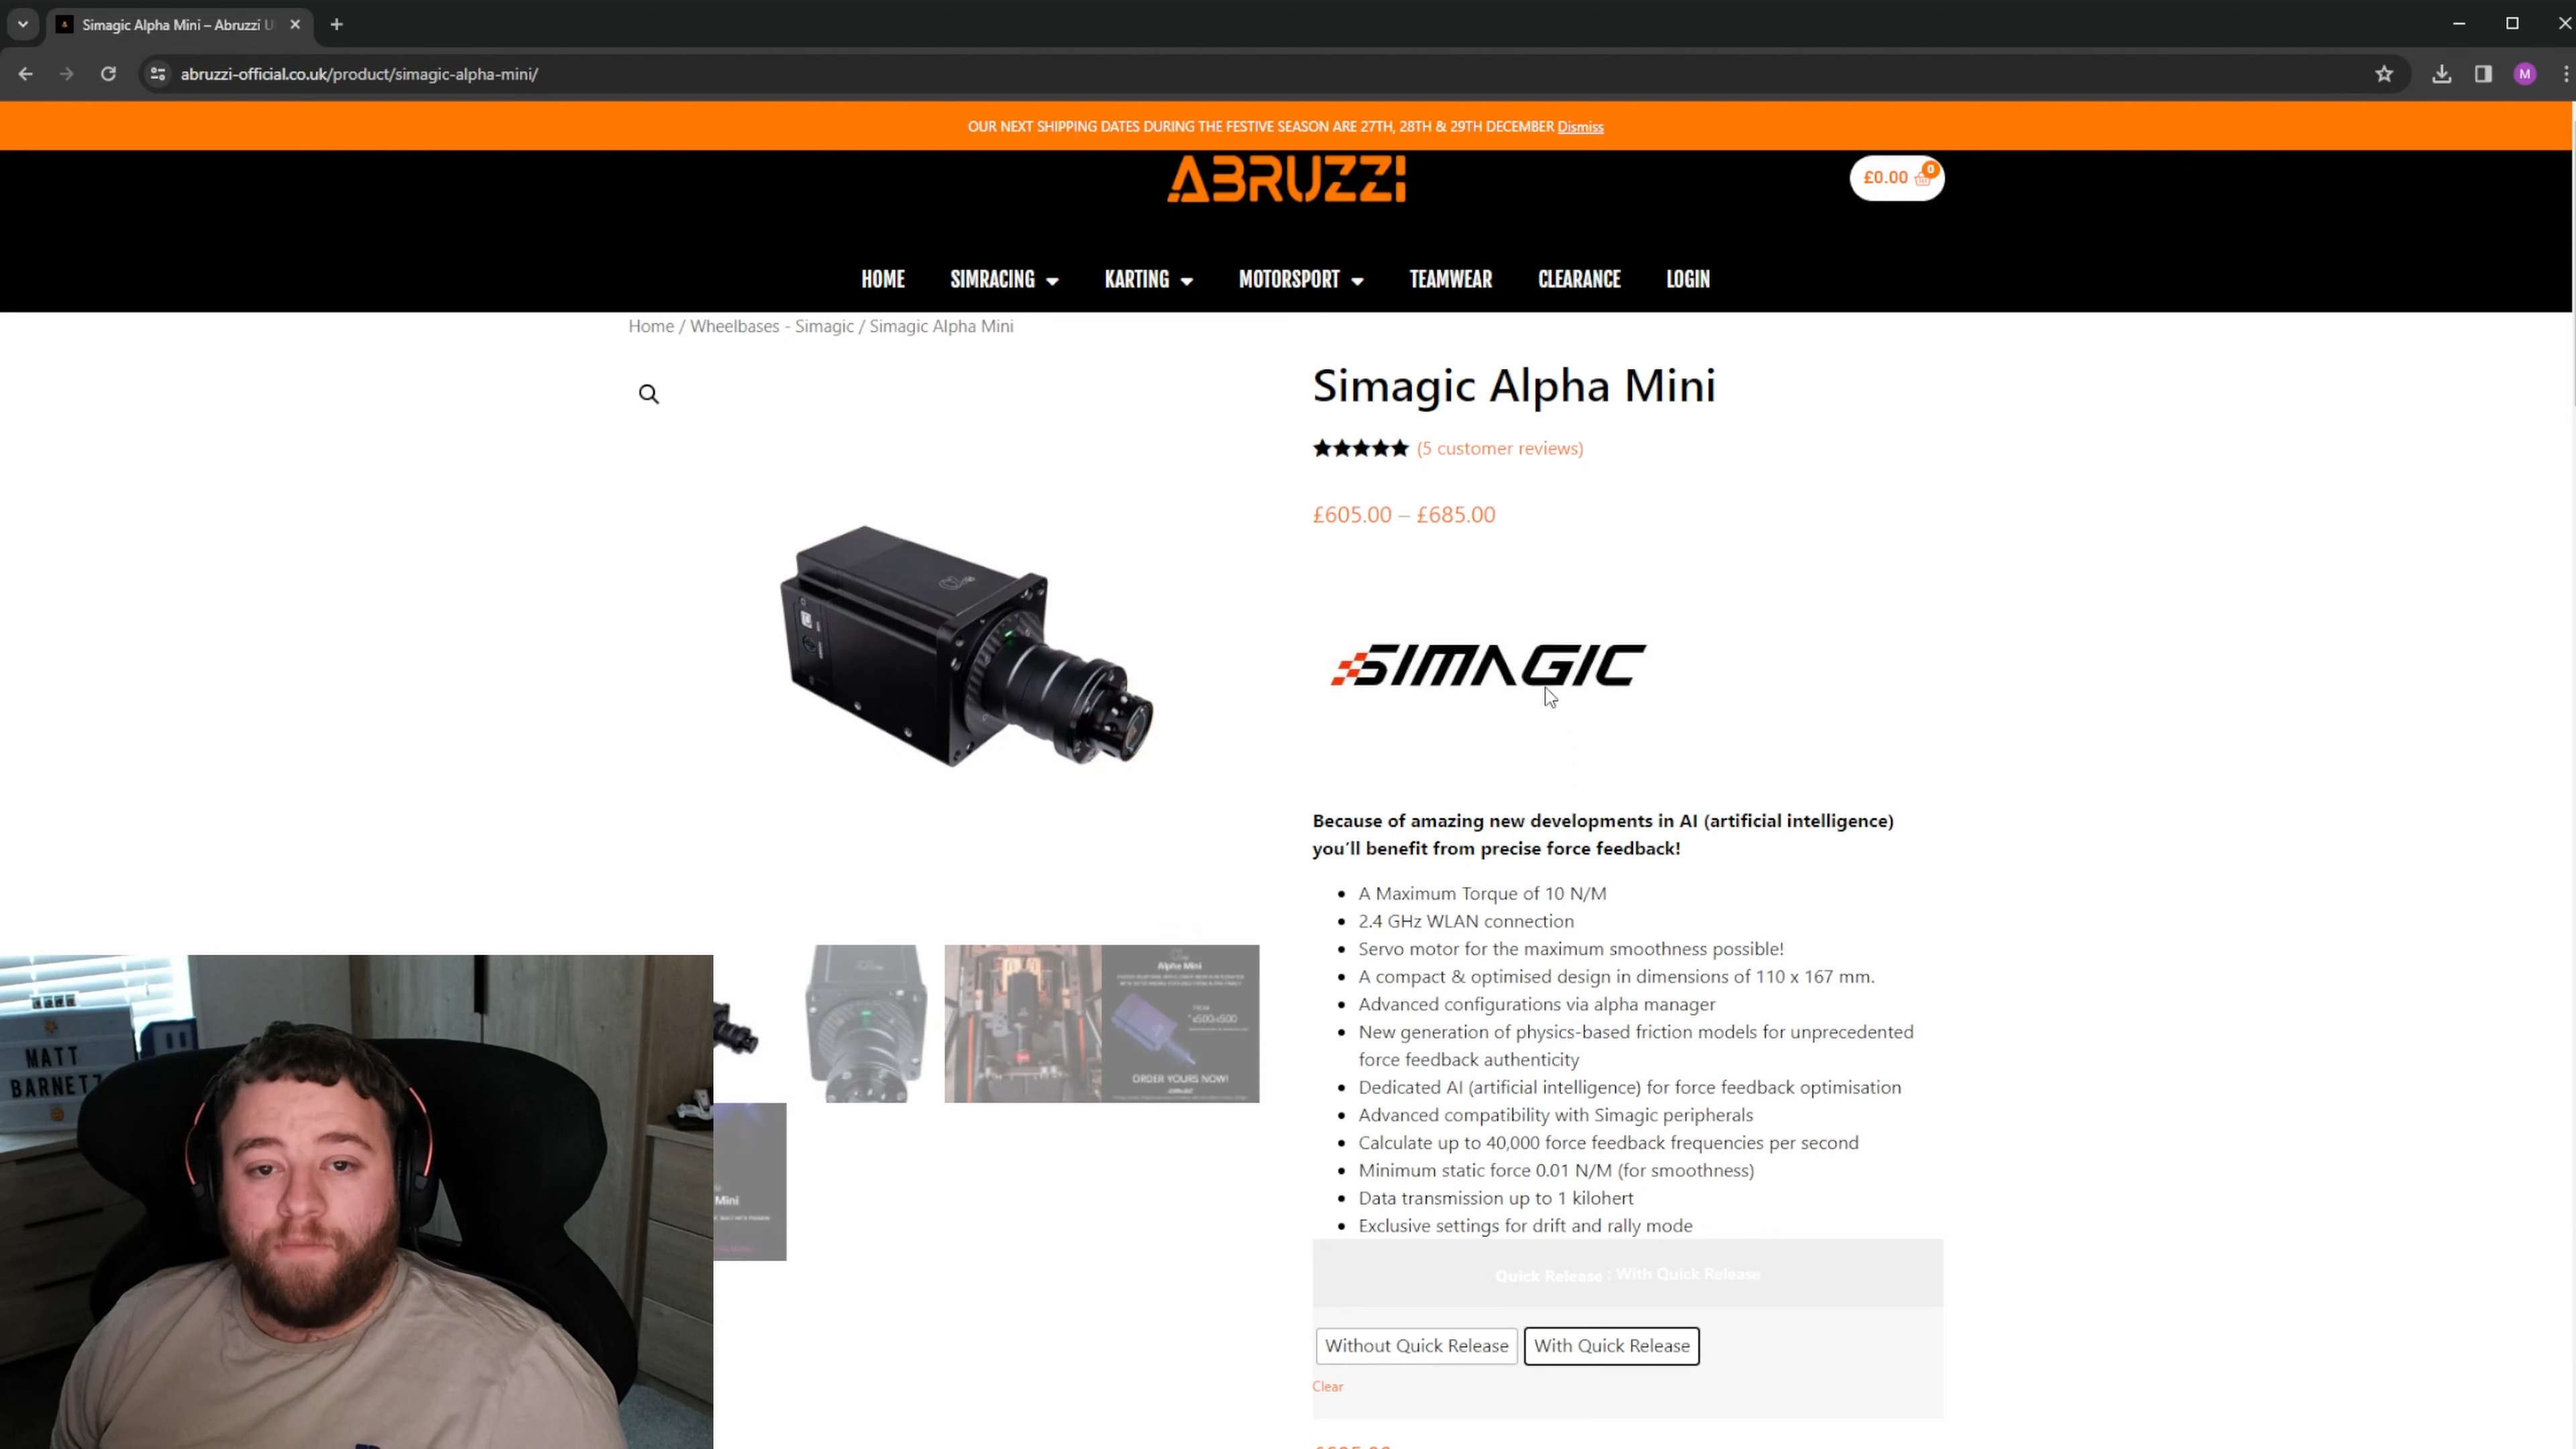 Simagic Alpha Mini – Abruzzi U
abruzzi-official.co.uk/product/simagic-alpha-mini/
M
OUR NEXT SHIPPING DATES DURING THE FESTIVE SEASON ARE 27TH, 28TH & 29TH DECEMBER Dismiss
ABRUZZI
£0.00 0
HOME SIMRACING KARTING MOTORSPORT TEAMWEAR CLEARANCE LOGIN
Home / Wheelbases - Simagic / Simagic Alpha Mini
Simagic Alpha Mini
(5 customer reviews)
£605.00 – £685.00
SIMAGIC
Because of amazing new developments in AI (artificial intelligence)
you'll benefit from precise force feedback!
A Maximum Torque of 10 N/M
2.4 GHz WLAN connection
Servo motor for the maximum smoothness possible!
A compact & optimised design in dimensions of 110 x 167 mm.
Advanced configurations via alpha manager
New generation of physics-based friction models for unprecedented
force feedback authenticity
Dedicated AI (artificial intelligence) for force feedback optimisation
Advanced compatibility with Simagic peripherals
Calculate up to 40,000 force feedback frequencies per second
Minimum static force 0.01 N/M (for smoothness)
Data transmission up to 1 kilohert
Exclusive settings for drift and rally mode
Quick Release : With Quick Release
Without Quick Release With Quick Release
Clear
Alpha Mini
ORDER YOURS NOW!
Mini
MATT
BARNET